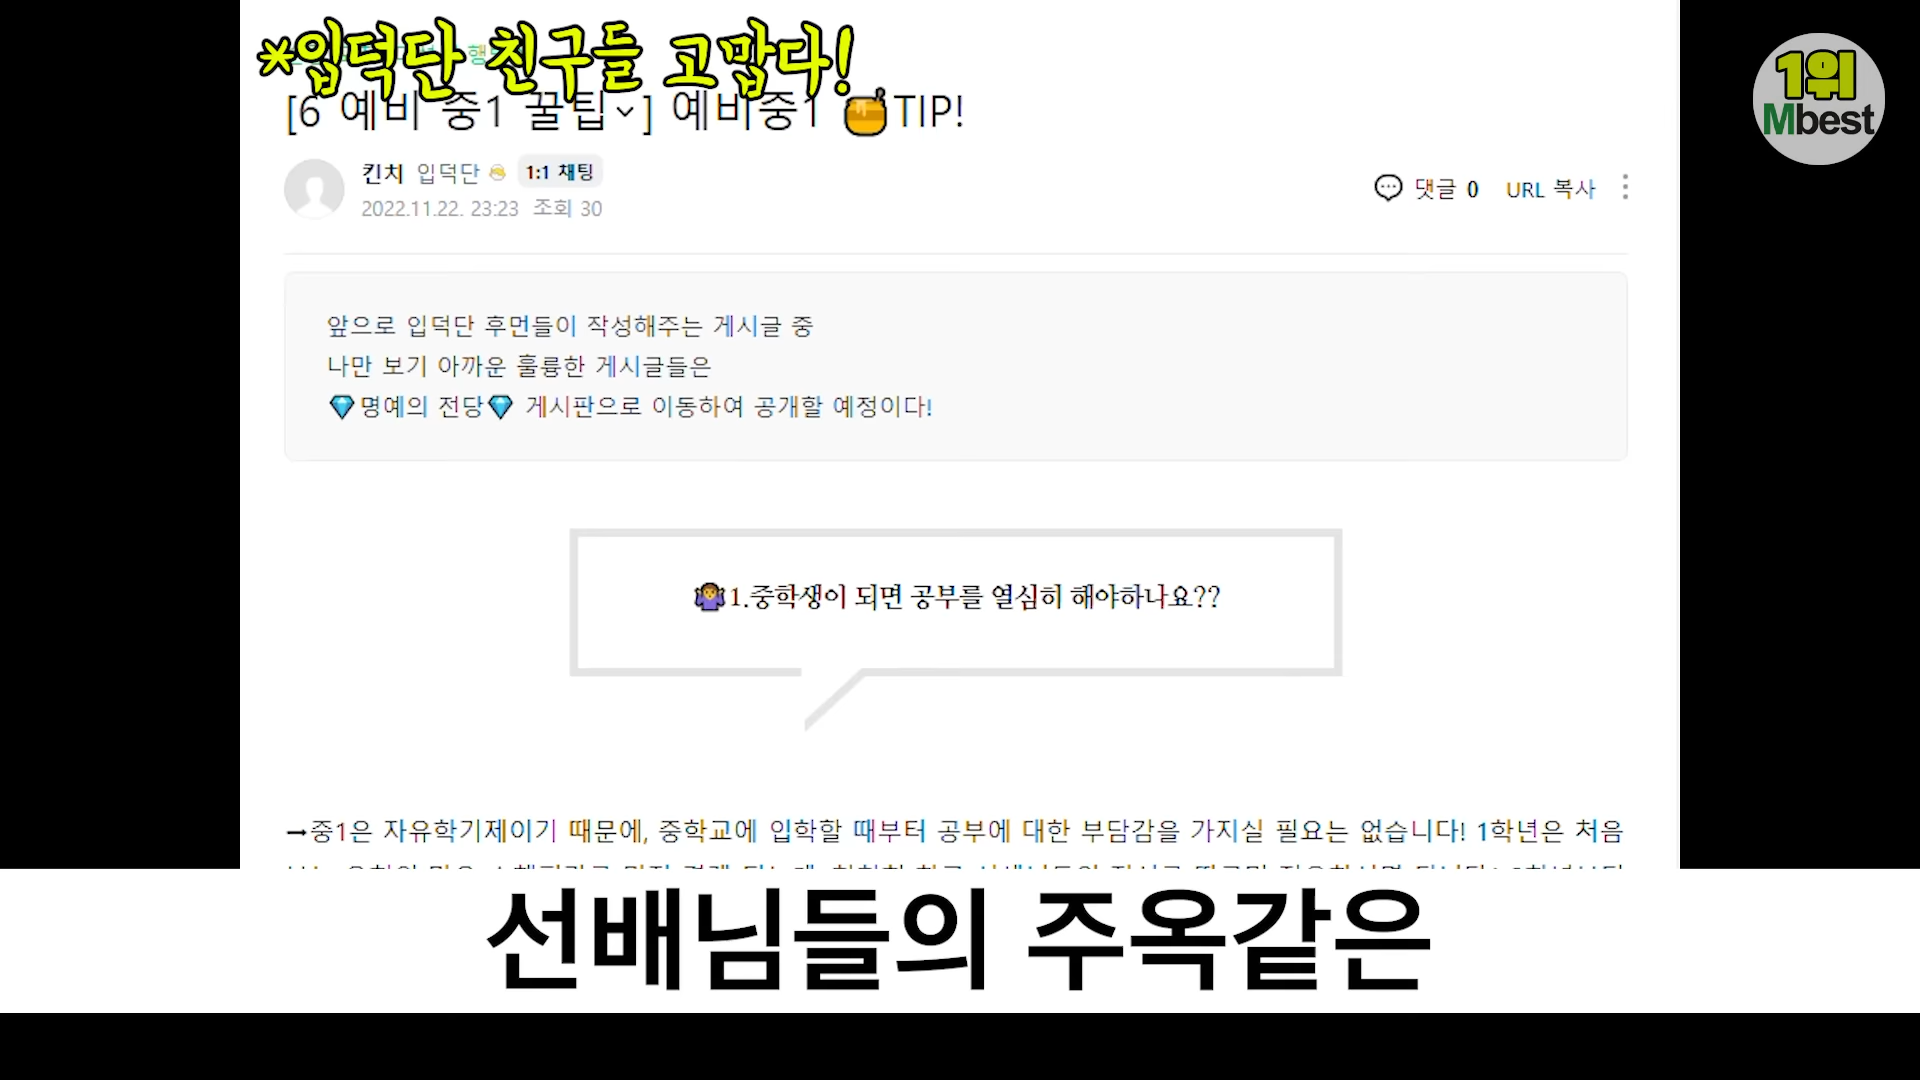 *입덕단 친구들 고맙다!
[6 예비 중1 꿀팁] 예비중1 🍯TIP!
킨치 입덕단 1:1 채팅
2022.11.22. 23:23 조회 30
댓글 0 URL 복사
1위
Mbest
앞으로 입덕단 후먼들이 작성해주는 게시글 중
나만 보기 아까운 훌륭한 게시글들은
💎명예의 전당💎 게시판으로 이동하여 공개할 예정이다!
🤷1.중학생이 되면 공부를 열심히 해야하나요??
➞중1은 자유학기제이기 때문에, 중학교에 입학할 때부터 공부에 대한 부담감을 가지실 필요는 없습니다! 1학년은 처음
선배님들의 주옥같은